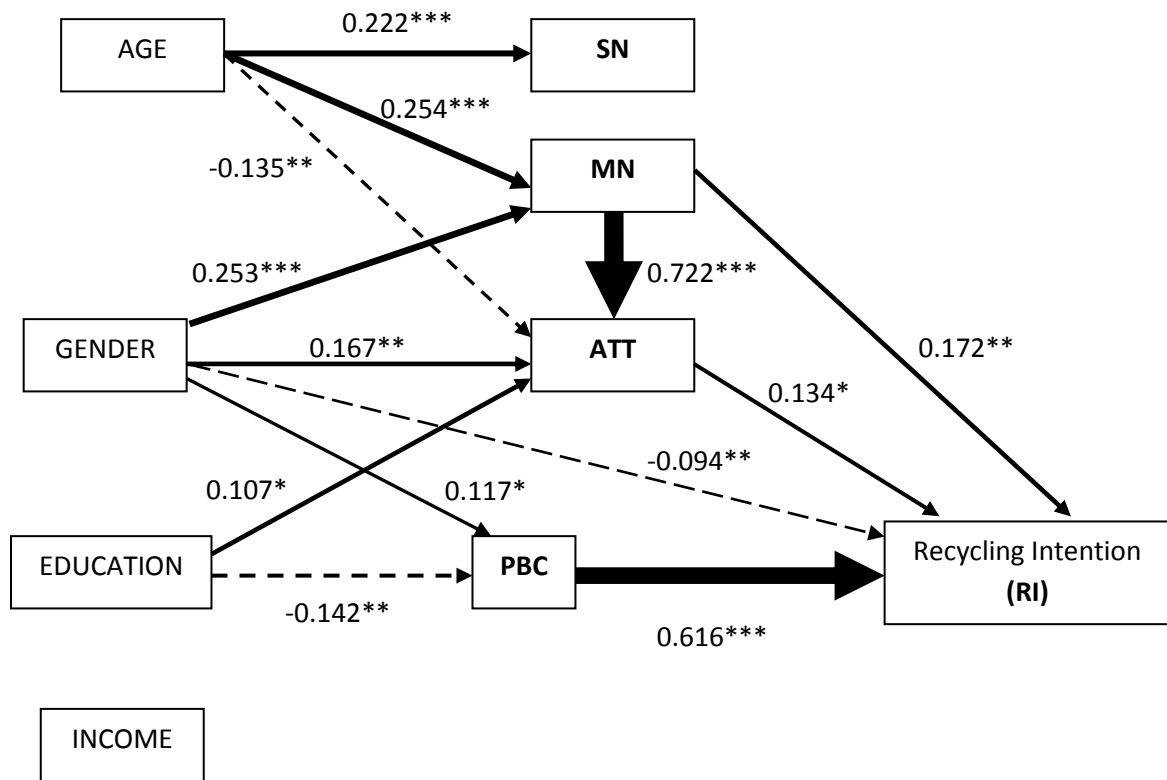 0.222***
AGE
SN
0.254***
-0.135**
MN
0.253***
0.722***
GENDER
0.167**
ATT
0.172**
0.134*
-0.094**
0.107*
0.117*
EDUCATION
PBC
Recycling Intention
(RI)
-0.142**
0.616***
INCOME